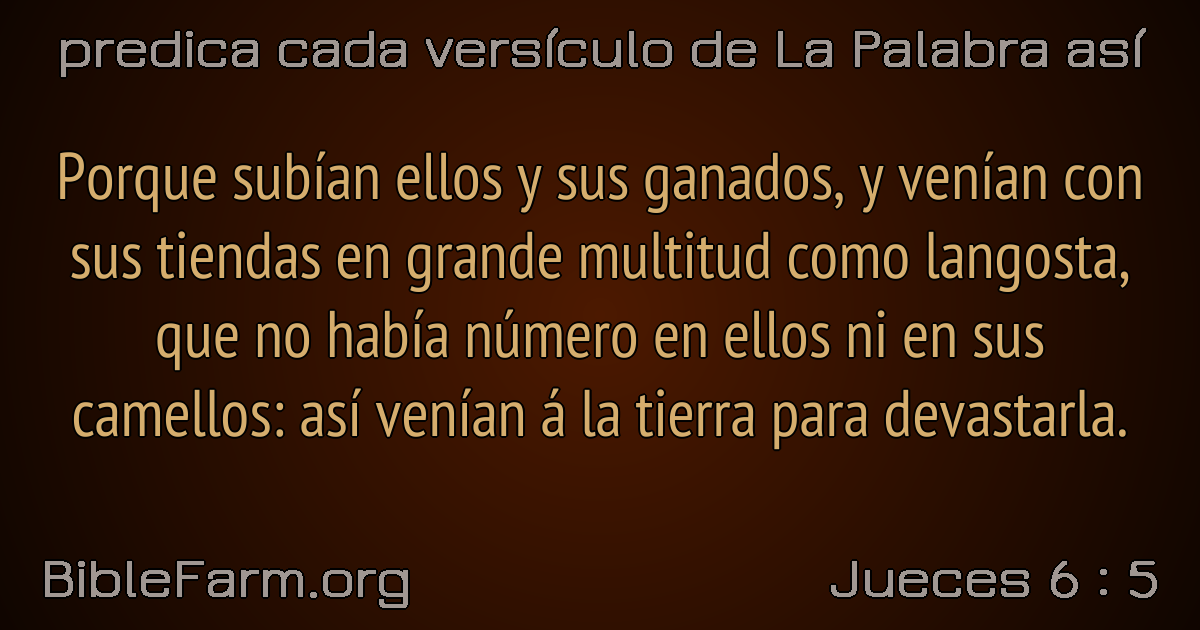 predica cada versículo de La Palabra así
Porque subían ellos y sus ganados, y venían con
sus tiendas en grande multitud como langosta,
que no había número en ellos ni en sus
camellos: así venían á la tierra para devastarla.
BibleFarm.org
Jueces 6 : 5